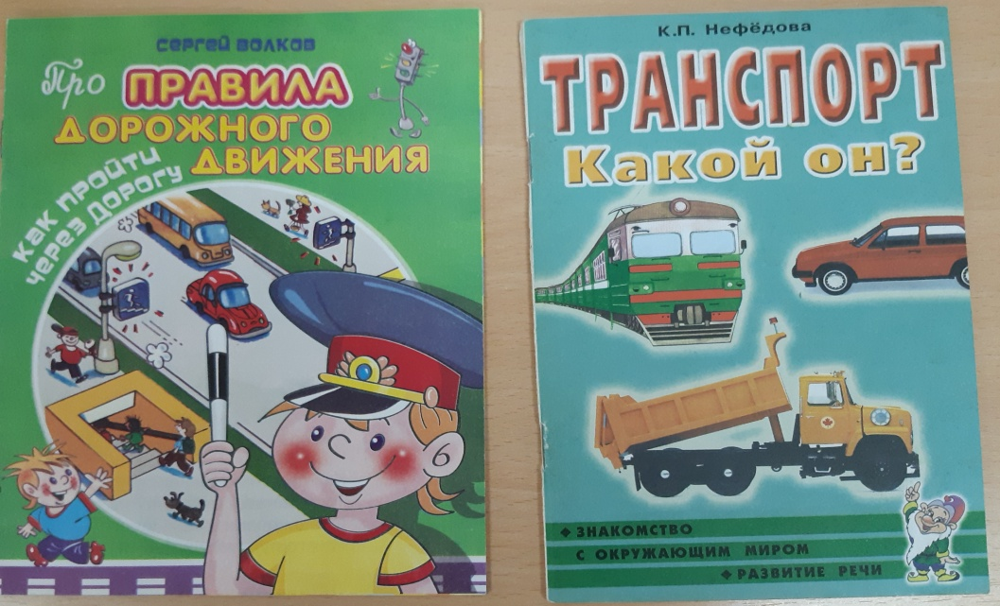 СЕРГЕЙ ВОЛКОВ
Про ПРАВИЛА
ДОРОЖНОГО
ДВИЖЕНИЯ
КАК ПРОЙТИ
ЧЕРЕЗ ДОРОГУ
К.П. Нефёдова
ТРАНСПОРТ
Какой он?
ЗНАКОМСТВО
С ОКРУЖАЮЩИМ МИРОМ
РАЗВИТИЕ РЕЧИ